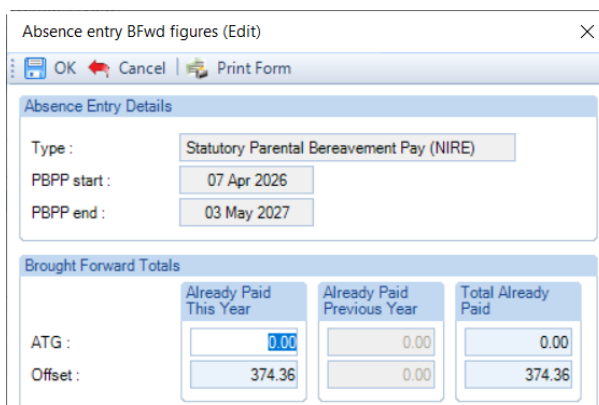 Absence entry BFwd figures (Edit)
OK Cancel Print Form
Absence Entry Details
Type : Statutory Parental Bereavement Pay (NIRE)
PBPP start : 07 Apr 2026
PBPP end : 03 May 2027
Brought Forward Totals
Already Paid This Year
Already Paid Previous Year
Total Already Paid
ATG : 0.00 0.00 0.00
Offset : 374.36 0.00 374.36